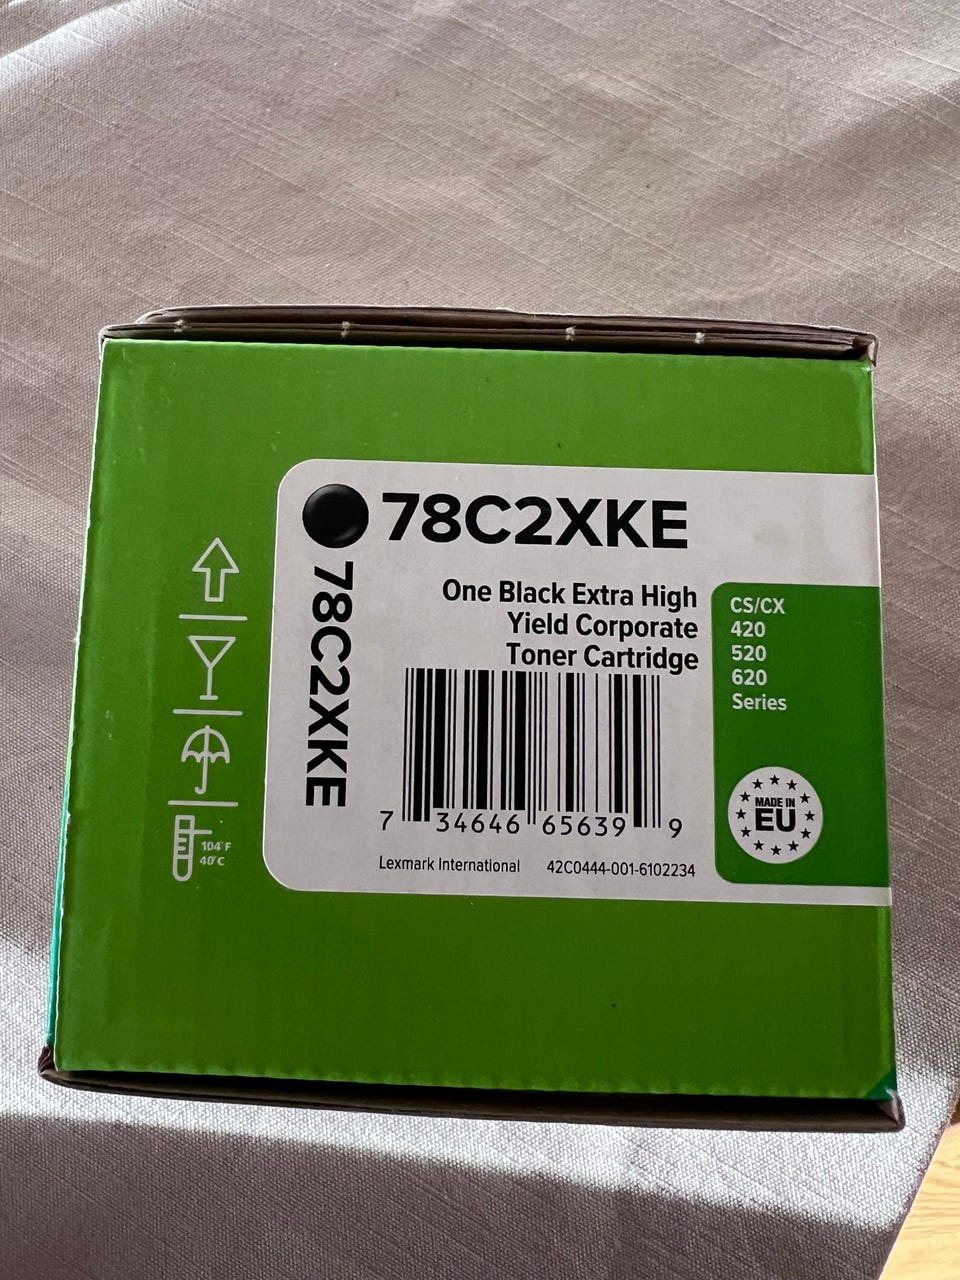 78C2XKE
78C2XKE
One Black Extra High
Yield Corporate
Toner Cartridge
CS/CX
420
520
620
Series
MADE IN
EU
104°F
40°C
7 34646 65639 9
Lexmark International 42C0444-001-6102234